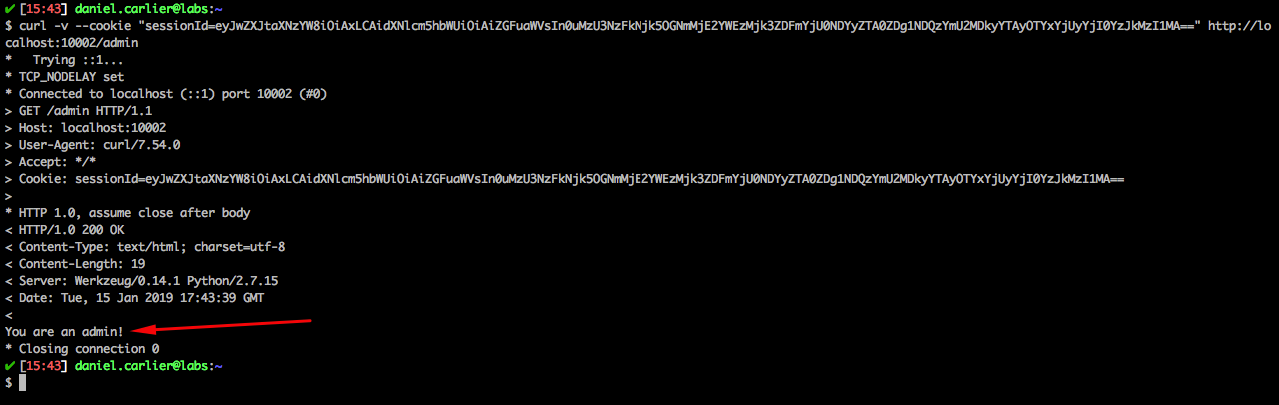 ✔ [15:43] daniel.carlier@labs:~
$ curl -v --cookie "sessionId=eyJwZXJtaXNzYW8iOiAxLCAidXNlcm5hbWUiOiAiZGFuaWVsIn0uMzU3NzFkNjk5OGNmMjE2YWEzMjk3ZDFmYjU0NDYyZTA0ZDg1NDQzYmU2MDkyYTAyOTYxYjUyYjI0YzJkMzI1MA==" http://lo
calhost:10002/admin
*   Trying ::1...
* TCP_NODELAY set
* Connected to localhost (::1) port 10002 (#0)
> GET /admin HTTP/1.1
> Host: localhost:10002
> User-Agent: curl/7.54.0
> Accept: */*
> Cookie: sessionId=eyJwZXJtaXNzYW8iOiAxLCAidXNlcm5hbWUiOiAiZGFuaWVsIn0uMzU3NzFkNjk5OGNmMjE2YWEzMjk3ZDFmYjU0NDYyZTA0ZDg1NDQzYmU2MDkyYTAyOTYxYjUyYjI0YzJkMzI1MA==
>
* HTTP 1.0, assume close after body
< HTTP/1.0 200 OK
< Content-Type: text/html; charset=utf-8
< Content-Length: 19
< Server: Werkzeug/0.14.1 Python/2.7.15
< Date: Tue, 15 Jan 2019 17:43:39 GMT
<
You are an admin!
* Closing connection 0
✔ [15:43] daniel.carlier@labs:~
$